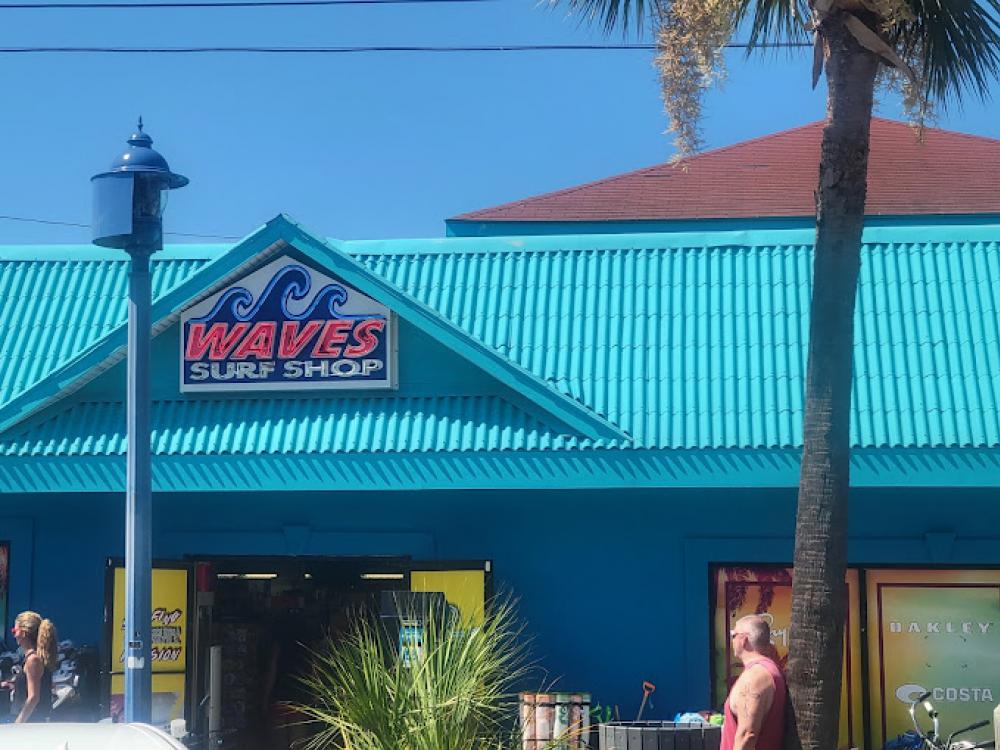 WAVES
SURF SHOP
OAKLEY
COSTA